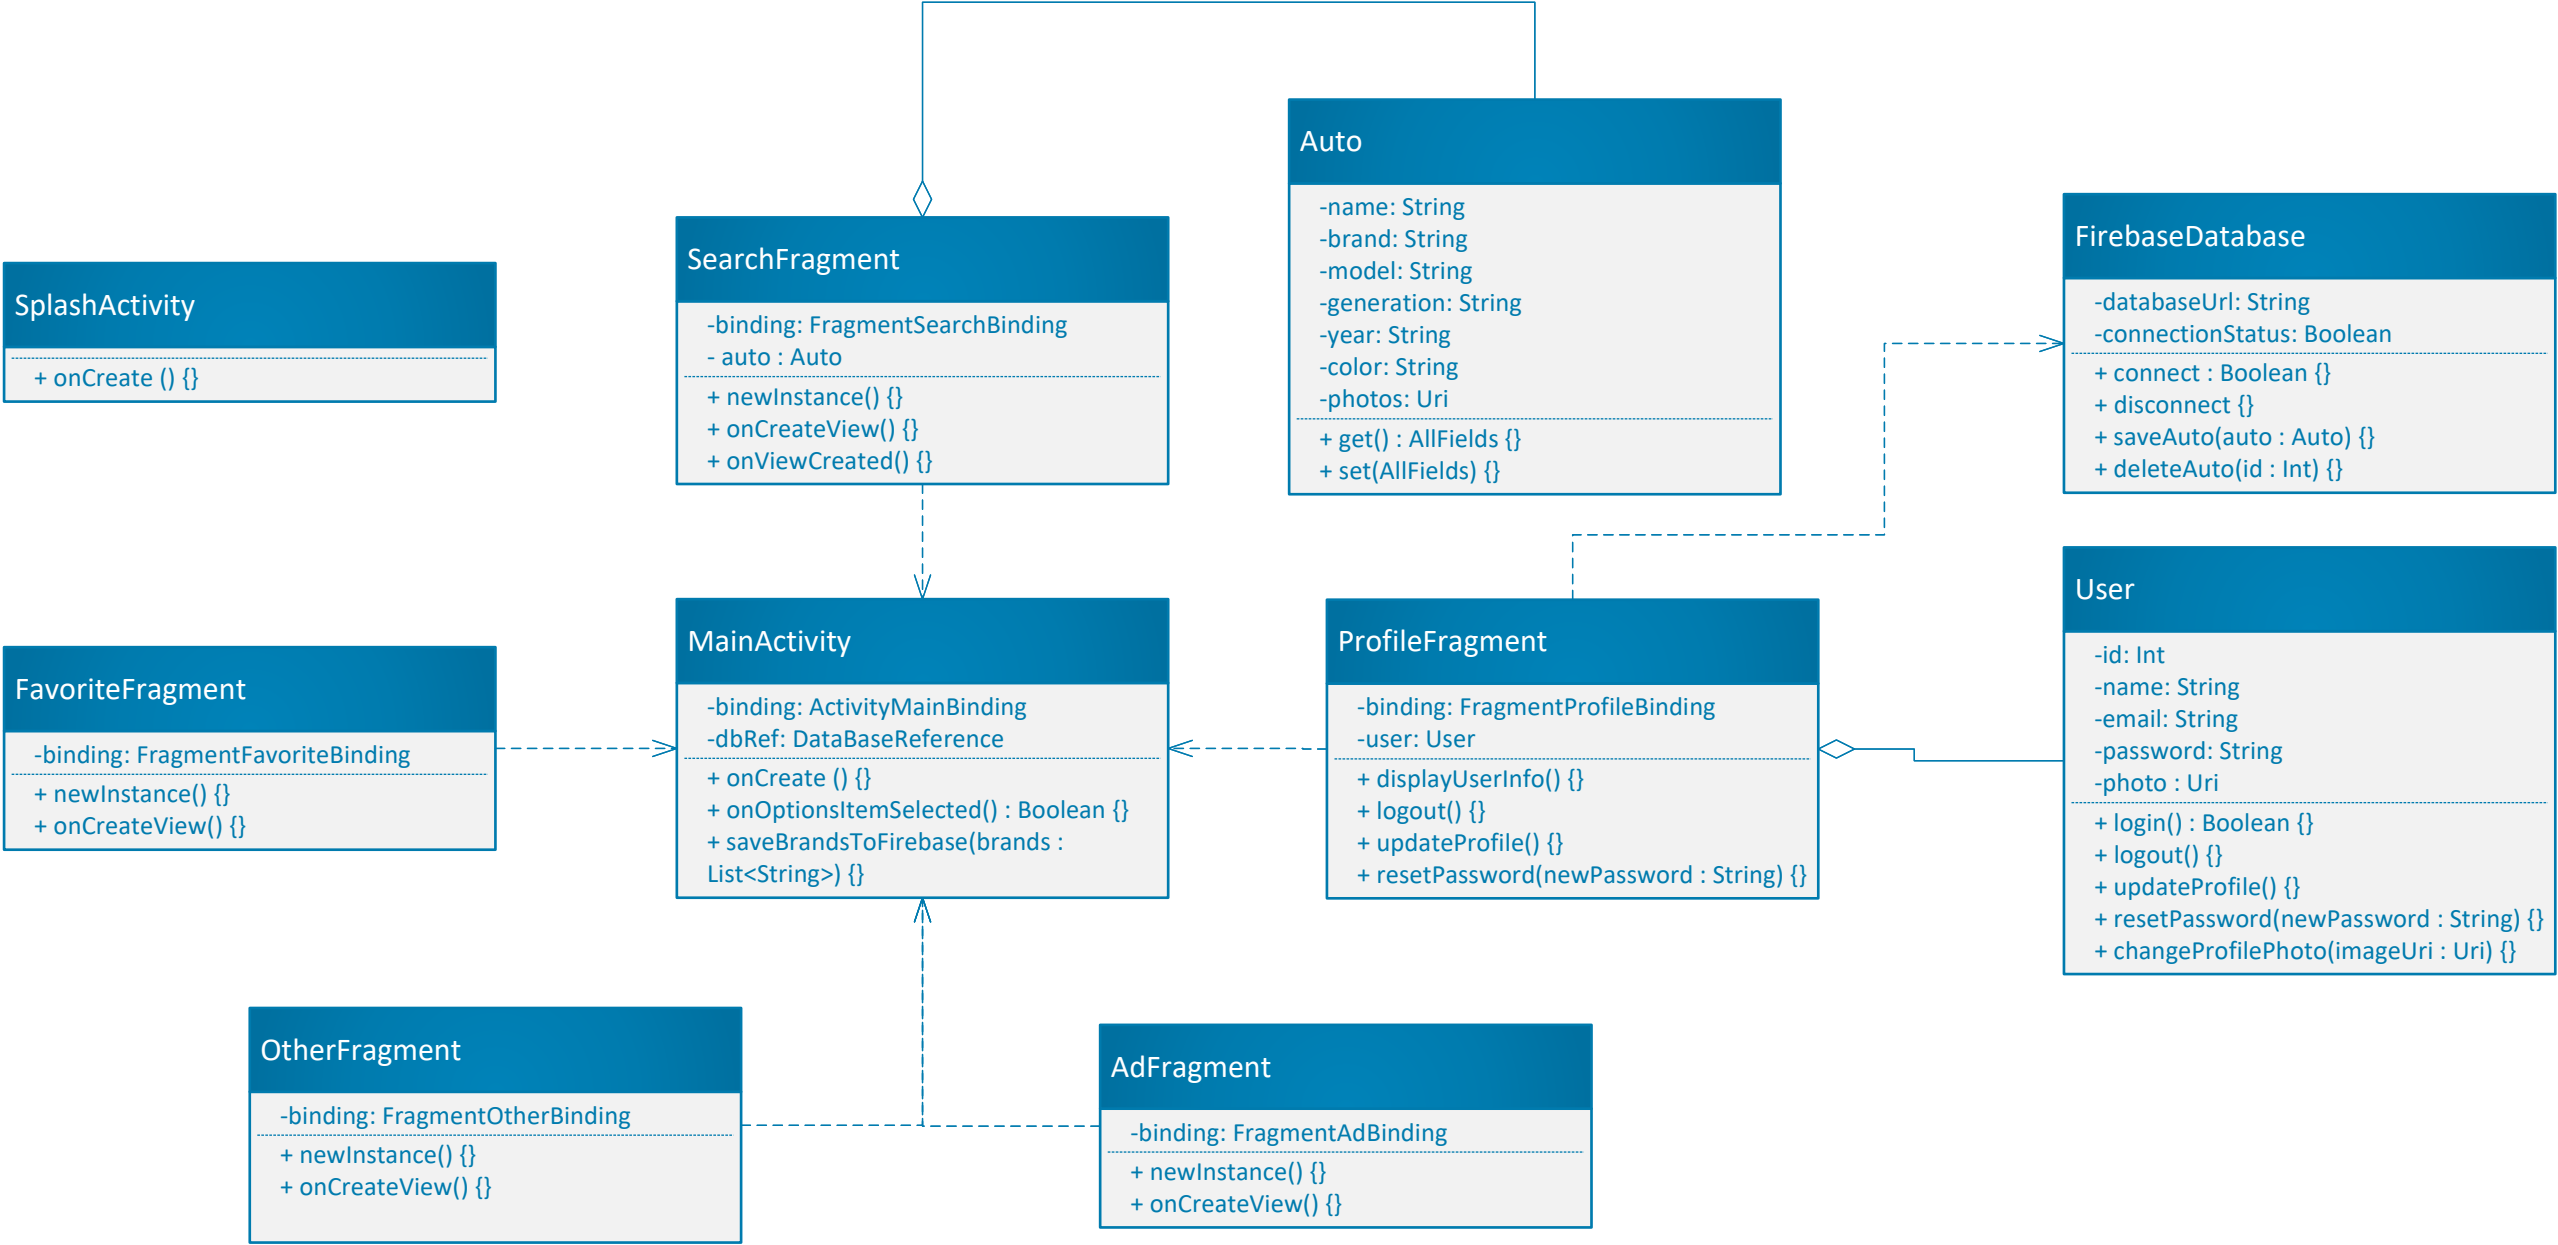 Auto
-name: String
-brand: String
-model: String
-generation: String
-year: String
-color: String
-photos: Uri
+ get() : AllFields {}
+ set(AllFields) {}
FirebaseDatabase
-databaseUrl: String
-connectionStatus: Boolean
+ connect : Boolean {}
+ disconnect {}
+ saveAuto(auto : Auto) {}
+ deleteAuto(id : Int) {}
SearchFragment
-binding: FragmentSearchBinding
- auto : Auto
+ newInstance() {}
+ onCreateView() {}
+ onViewCreated() {}
SplashActivity
+ onCreate () {}
User
-id: Int
-name: String
-email: String
-password: String
-photo : Uri
+ login() : Boolean {}
+ logout() {}
+ updateProfile() {}
+ resetPassword(newPassword : String) {}
+ changeProfilePhoto(imageUri : Uri) {}
MainActivity
-binding: ActivityMainBinding
-dbRef: DataBaseReference
+ onCreate () {}
+ onOptionsItemSelected() : Boolean {}
+ saveBrandsToFirebase(brands :
List<String>) {}
ProfileFragment
-binding: FragmentProfileBinding
-user: User
+ displayUserInfo() {}
+ logout() {}
+ updateProfile() {}
+ resetPassword(newPassword : String) {}
FavoriteFragment
-binding: FragmentFavoriteBinding
+ newInstance() {}
+ onCreateView() {}
OtherFragment
-binding: FragmentOtherBinding
+ newInstance() {}
+ onCreateView() {}
AdFragment
-binding: FragmentAdBinding
+ newInstance() {}
+ onCreateView() {}